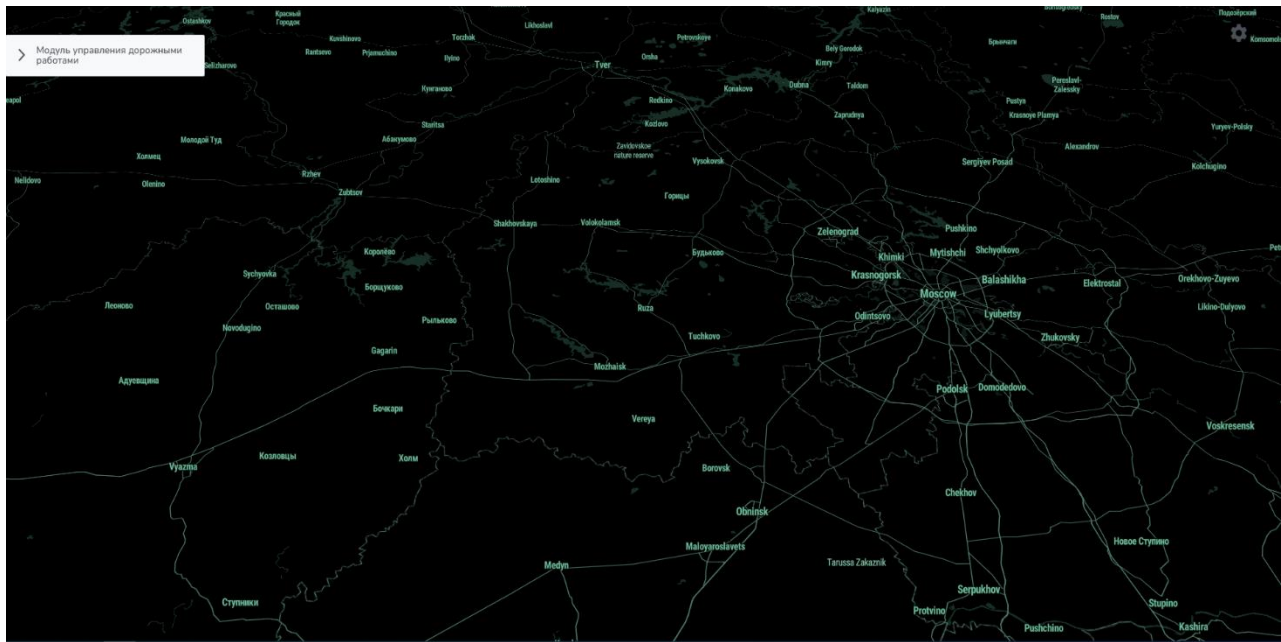 Ostashkov
Красный
Городок
Likhoslavl
Kalyazin
Rostov
Подозёрский
Kuvshinovo
Torzhok
Petrovskoye
Брынчаги
Komsomols
Модуль управления дорожными
работами
Rantsevo
Prjamuchino
Ilyino
Bely Gorodok
Orsha
Selizharovo
Tver
Kimry
Pereslavl-
Zalessky
Кунганово
Konakovo
Dubna
Taldom
Redkino
Pustyn
Krasnoye Plamya
Staritsa
Kozlovo
Zaprudnya
Yuryev-Polsky
Молодой Туд
Абакумово
Zavidovskoe
nature reserve
Alexandrov
Холмец
Vysokovsk
Sergiyev Posad
Kolchugino
Nelidovo
Olenino
Rzhev
Lotoshino
Zubtsov
Горицы
Shakhovskaya
Volokolamsk
Zelenograd
Pushkino
Королёво
Будьково
Khimki
Mytishchi
Shchyolkovo
Sychyovka
Krasnogorsk
Balashikha
Elektrostal
Orekhovo-Zuyevo
Борщуково
Moscow
Леоново
Осташово
Ruza
Odintsovo
Lyubertsy
Likino-Dulyovo
Novodugino
Рыльково
Tuchkovo
Zhukovsky
Gagarin
Mozhaisk
Адуевщина
Podolsk
Domodedovo
Бочкари
Vereya
Voskresensk
Козловцы
Холм
Vyazma
Borovsk
Chekhov
Obninsk
Новое Ступино
Maloyaroslavets
Medyn
Tarussa Zakaznik
Serpukhov
Ступники
Protvino
Stupino
Pushchino
Kashira